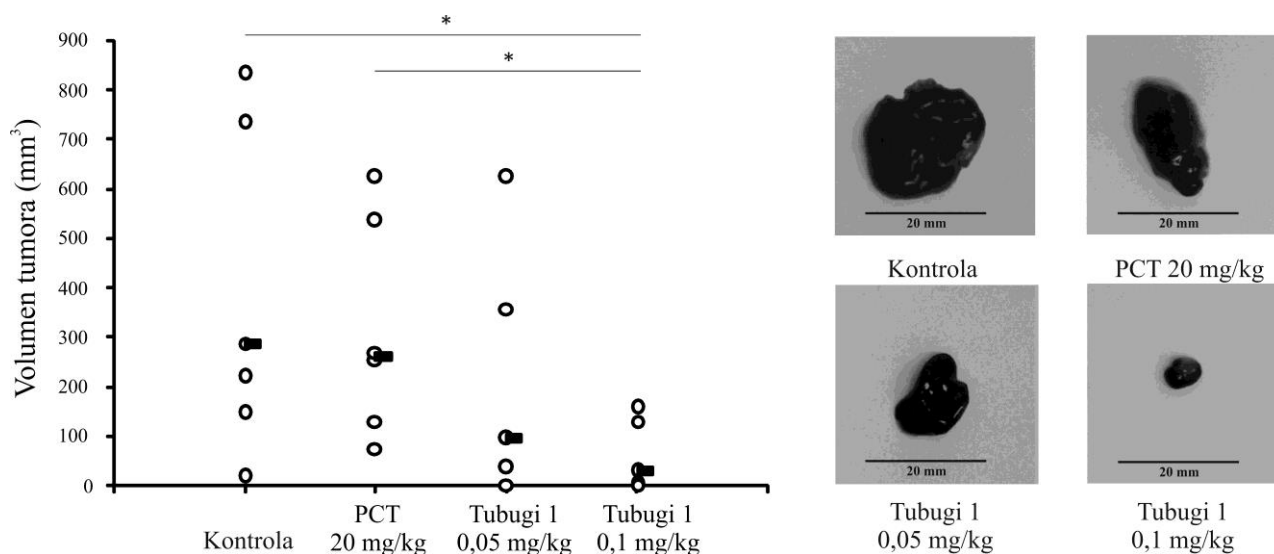 *
*
900
800
700
600
500
400
300
200
100
0
Volumen tumora (mm³)
Kontrola
PCT
20 mg/kg
Tubugi 1
0,05 mg/kg
Tubugi 1
0,1 mg/kg
20 mm
Kontrola
20 mm
PCT 20 mg/kg
20 mm
Tubugi 1
0,05 mg/kg
20 mm
Tubugi 1
0,1 mg/kg